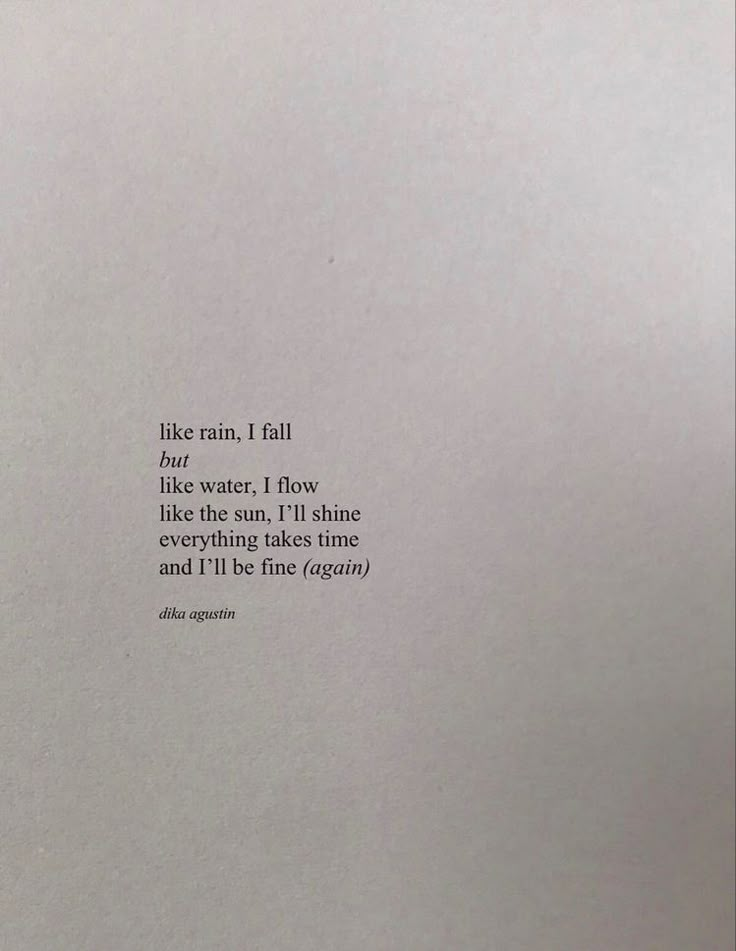 like rain, I fall
but
like water, I flow
like the sun, I’ll shine
everything takes time
and I’ll be fine (again)
dika agustin